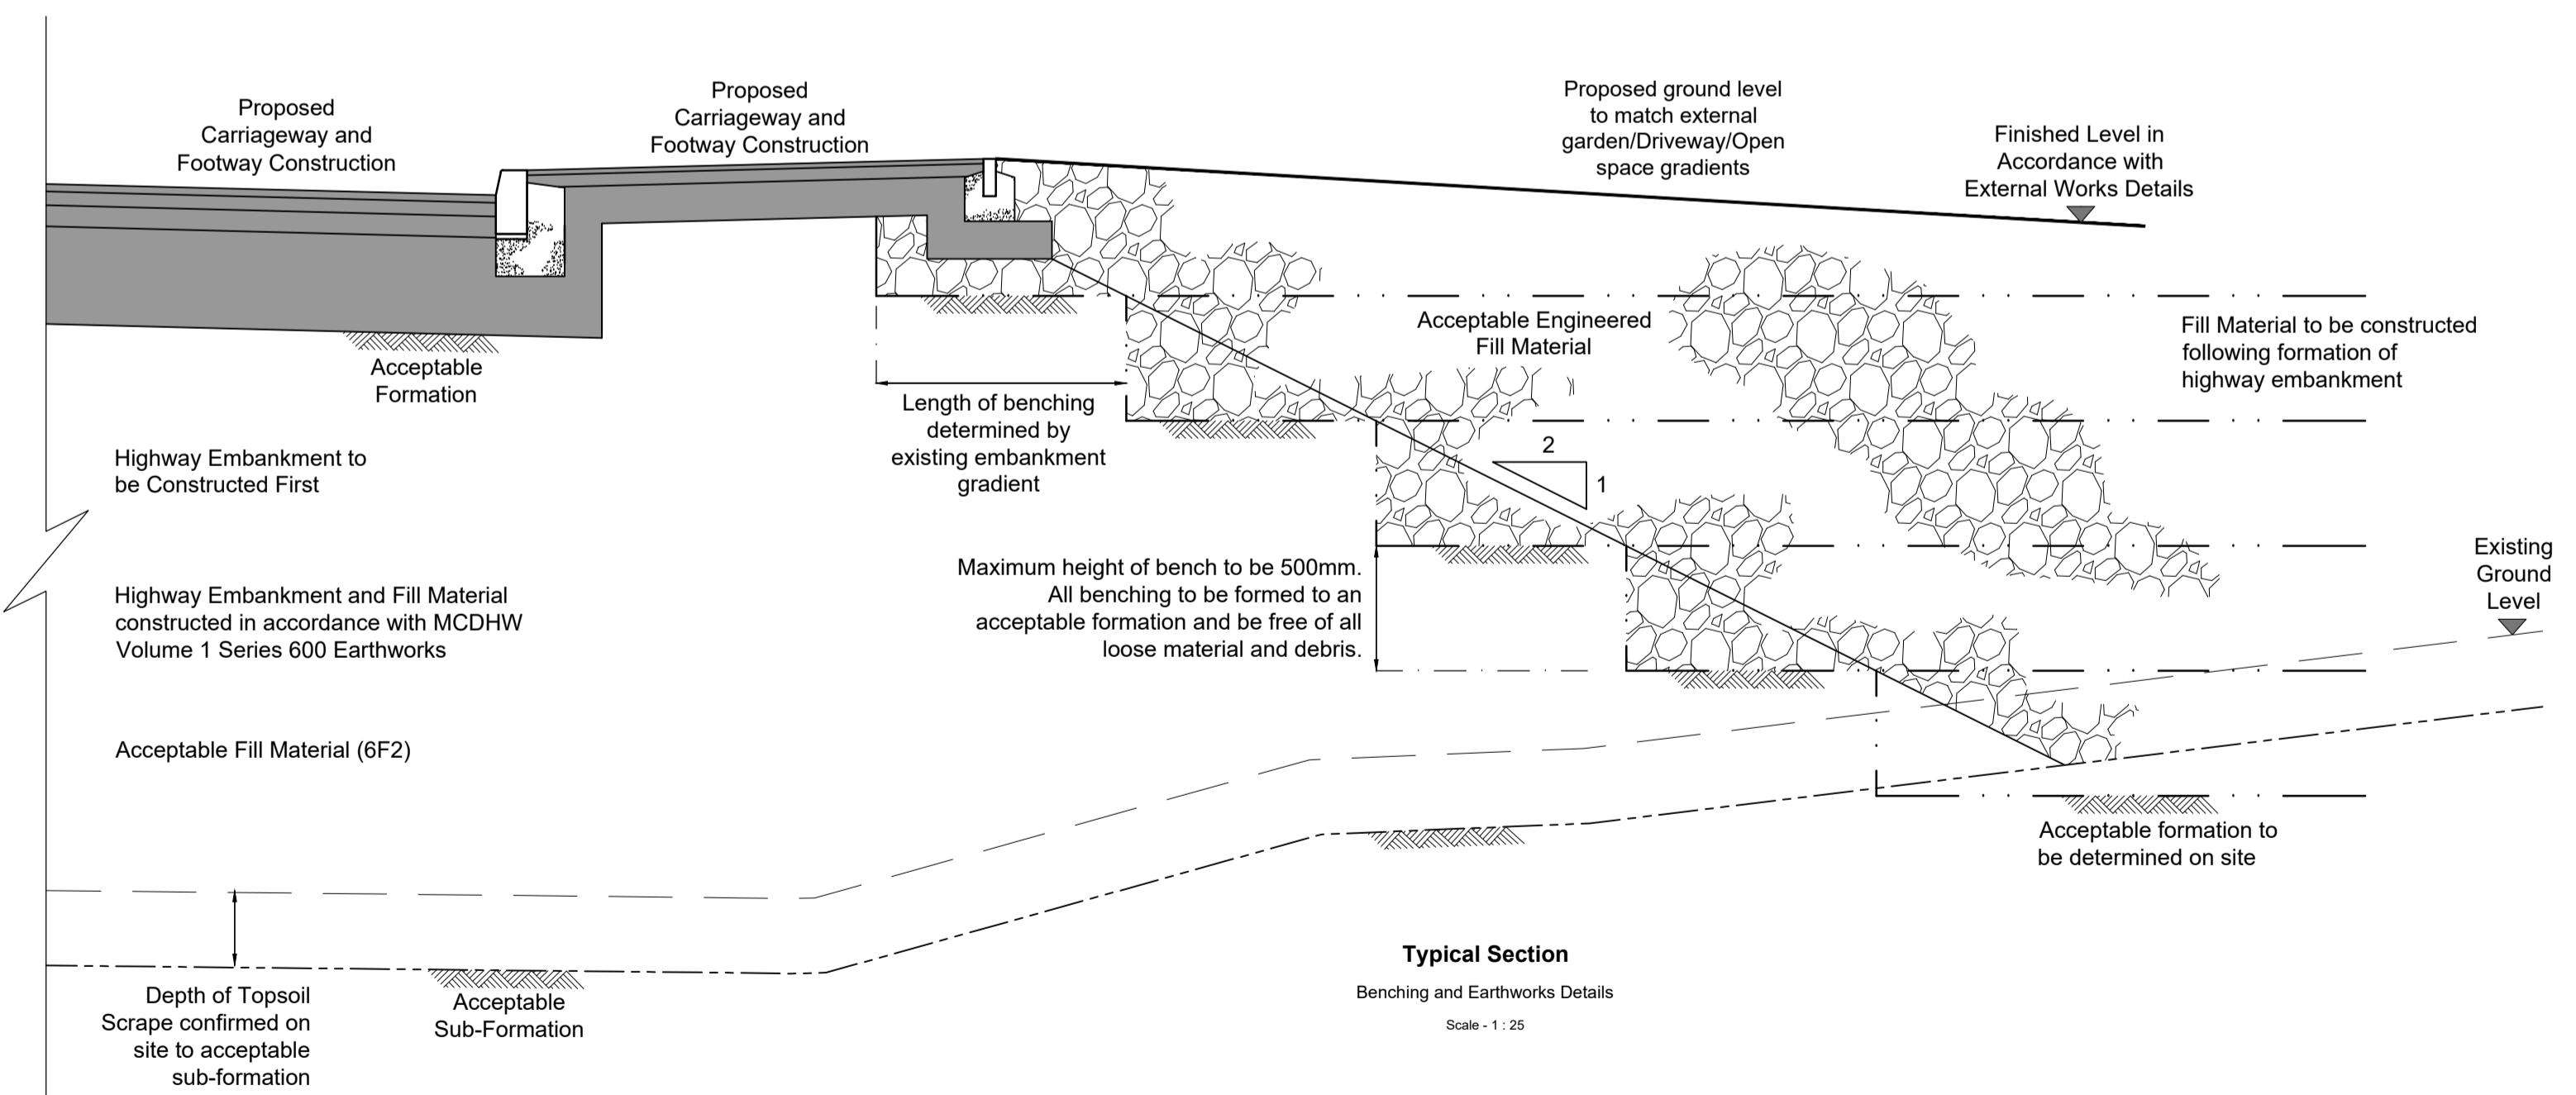 Proposed
Carriageway and
Footway Construction
Proposed
Carriageway and
Footway Construction
Proposed ground level
to match external
garden/Driveway/Open
space gradients
Finished Level in
Accordance with
External Works Details
Acceptable Engineered
Fill Material
Fill Material to be constructed
following formation of
highway embankment
Acceptable
Formation
Length of benching
determined by
existing embankment
gradient
Highway Embankment to
be Constructed First
2
1
Maximum height of bench to be 500mm.
All benching to be formed to an
acceptable formation and be free of all
loose material and debris.
Existing
Ground
Level
Highway Embankment and Fill Material
constructed in accordance with MCDHW
Volume 1 Series 600 Earthworks
Acceptable Fill Material (6F2)
Acceptable formation to
be determined on site
Depth of Topsoil
Scrape confirmed on
site to acceptable
sub-formation
Acceptable
Sub-Formation
Typical Section
Benching and Earthworks Details
Scale - 1 : 25